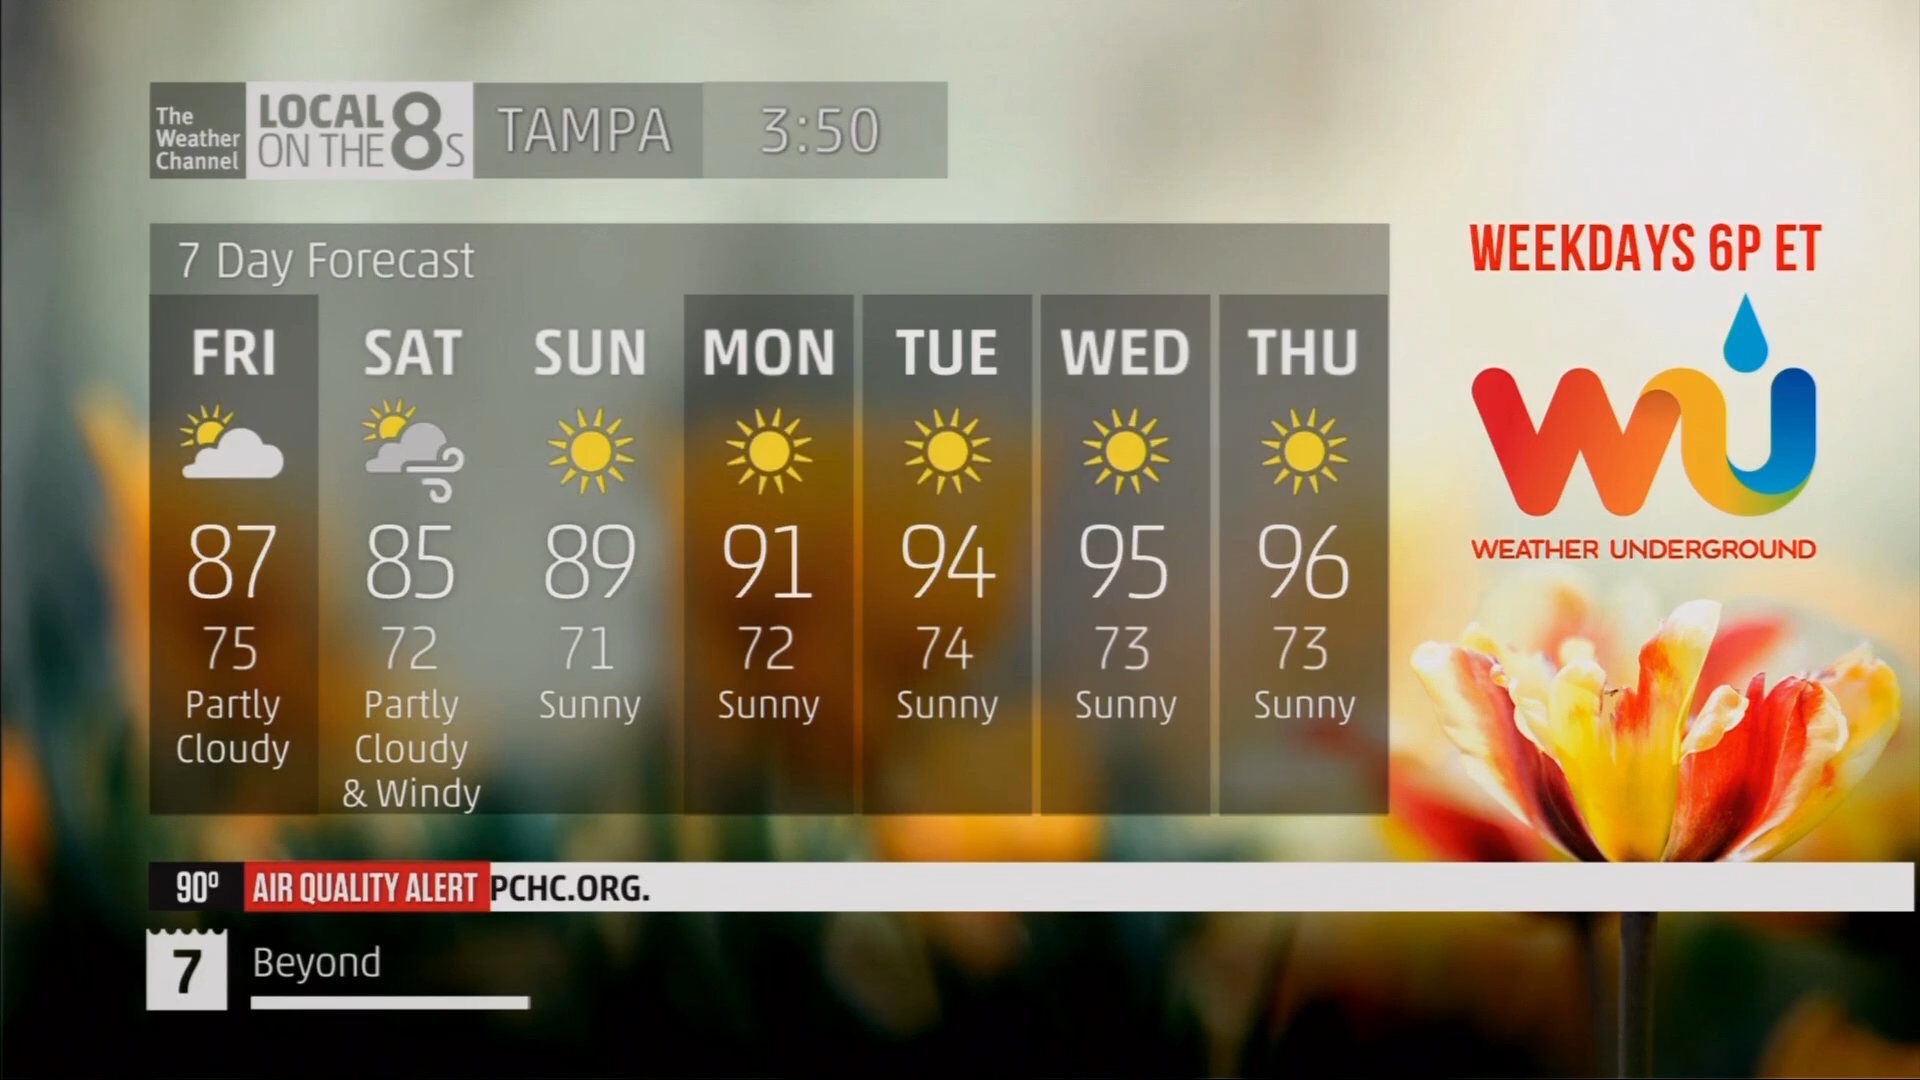 The Weather Channel
LOCAL ON THE 8s
TAMPA
3:50
7 Day Forecast
FRI SAT SUN MON TUE WED THU
87 85 89 91 94 95 96
75 72 71 72 74 73 73
Partly Cloudy
Partly Cloudy & Windy
Sunny
Sunny
Sunny
Sunny
Sunny
WEEKDAYS 6P ET
WU
WEATHER UNDERGROUND
90° AIR QUALITY ALERT PCHC.ORG.
7 Beyond